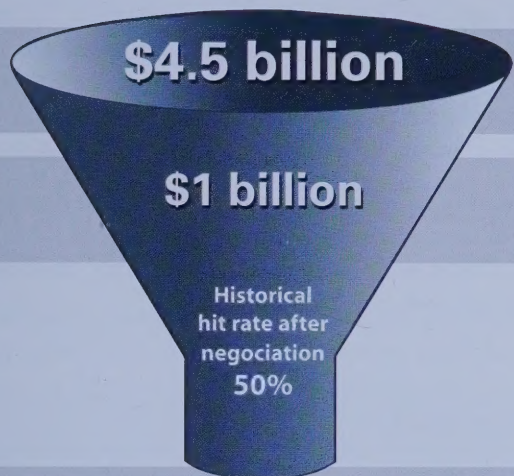 $4.5 billion
$1 billion
Historical
hit rate after
negociation
50%